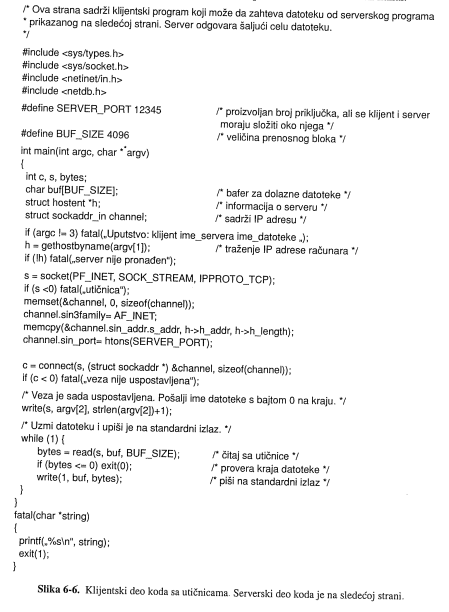 /* Ova strana sadrži klijentski program koji može da zahteva datoteku od serverskog programa
* prikazanog na sledećoj strani. Server odgovara šaljući celu datoteku.
*/
#include <sys/types.h>
#include <sys/socket.h>
#include <netinet/in.h>
#include <netdb.h>
#define SERVER_PORT 12345 /* proizvoljan broj priključka, ali se klijent i server
moraju složiti oko njega */
#define BUF_SIZE 4096 /* veličina prenosnog bloka */
int main(int argc, char **argv)
{
int c, s, bytes;
char buf[BUF_SIZE]; /* bafer za dolazne datoteke */
struct hostent *h; /* informacija o serveru */
struct sockaddr_in channel; /* sadrži IP adresu */
if (argc != 3) fatal(„Uputstvo: klijent ime_servera ime_datoteke „);
h = gethostbyname(argv[1]); /* traženje IP adrese računara */
if (!h) fatal(„server nije pronađen");
s = socket(PF_INET, SOCK_STREAM, IPPROTO_TCP);
if (s <0) fatal(„utičnica");
memset(&channel, 0, sizeof(channel));
channel.sin3family= AF_INET;
memcpy(&channel.sin_addr.s_addr, h->h_addr, h->h_length);
channel.sin_port= htons(SERVER_PORT);
c = connect(s, (struct sockaddr *) &channel, sizeof(channel));
if (c < 0) fatal(„veza nije uspostavljena");
/* Veza je sada uspostavljena. Pošalji ime datoteke s bajtom 0 na kraju. */
write(s, argv[2], strlen(argv[2])+1);
/* Uzmi datoteku i upiši je na standardni izlaz. */
while (1) {
bytes = read(s, buf, BUF_SIZE); /* čitaj sa utičnice */
if (bytes <= 0) exit(0); /* provera kraja datoteke */
write(1, buf, bytes); /* piši na standardni izlaz */
}
}
fatal(char *string)
{
printf(„%s\n", string);
exit(1);
}
Slika 6-6. Klijentski deo koda sa utičnicama. Serverski deo koda je na sledećoj strani.